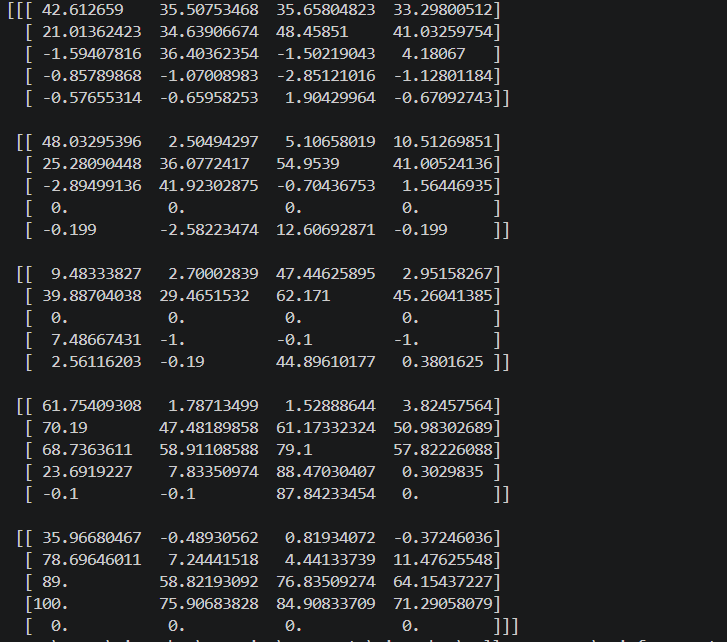 [[[ 42.612659 35.50753468 35.65804823 33.29800512]
[ 21.01362423 34.63906674 48.45851 41.03259754]
[ -1.59407816 36.40362354 -1.50219043 4.18067 ]
[ -0.85789868 -1.07008983 -2.85121016 -1.12801184]
[ -0.57655314 -0.65958253 1.90429964 -0.67092743]]
[[ 48.03295396 2.50494297 5.10658019 10.51269851]
[ 25.28090448 36.0772417 54.9539 41.00524136]
[ -2.89499136 41.92302875 -0.70436753 1.56446935]
[ 0. 0. 0. 0. ]
[ -0.199 -2.58223474 12.60692871 -0.199 ]]
[[ 9.48333827 2.70002839 47.44625895 2.95158267]
[ 39.88704038 29.4651532 62.171 45.26041385]
[ 0. 0. 0. 0. ]
[ 7.48667431 -1. -0.1 -1. ]
[ 2.56116203 -0.19 44.89610177 0.3801625 ]]
[[ 61.75409308 1.78713499 1.52888644 3.82457564]
[ 70.19 47.48189858 61.17332324 50.98302689]
[ 68.7363611 58.91108588 79.1 57.82226088]
[ 23.6919227 7.83350974 88.47030407 0.3029835 ]
[ -0.1 -0.1 87.84233454 0. ]]
[[ 35.96680467 -0.48930562 0.81934072 -0.37246036]
[ 78.69646011 7.24441518 4.44133739 11.47625548]
[ 89. 58.82193092 76.83509274 64.15437227]
[100. 75.90683828 84.90833709 71.29058079]
[ 0. 0. 0. 0. ]]]